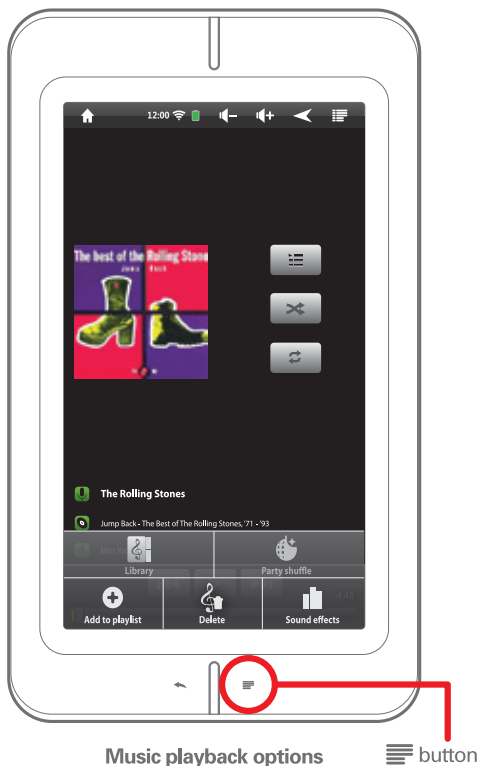 12:00
The best of the Rolling Stone
Jump Back
The Rolling Stones
Jump Back - The Best of The Rolling Stones, '71 - '93
Library
Party shuffle
4:48
Add to playlist
Delete
Sound effects
Music playback options
button